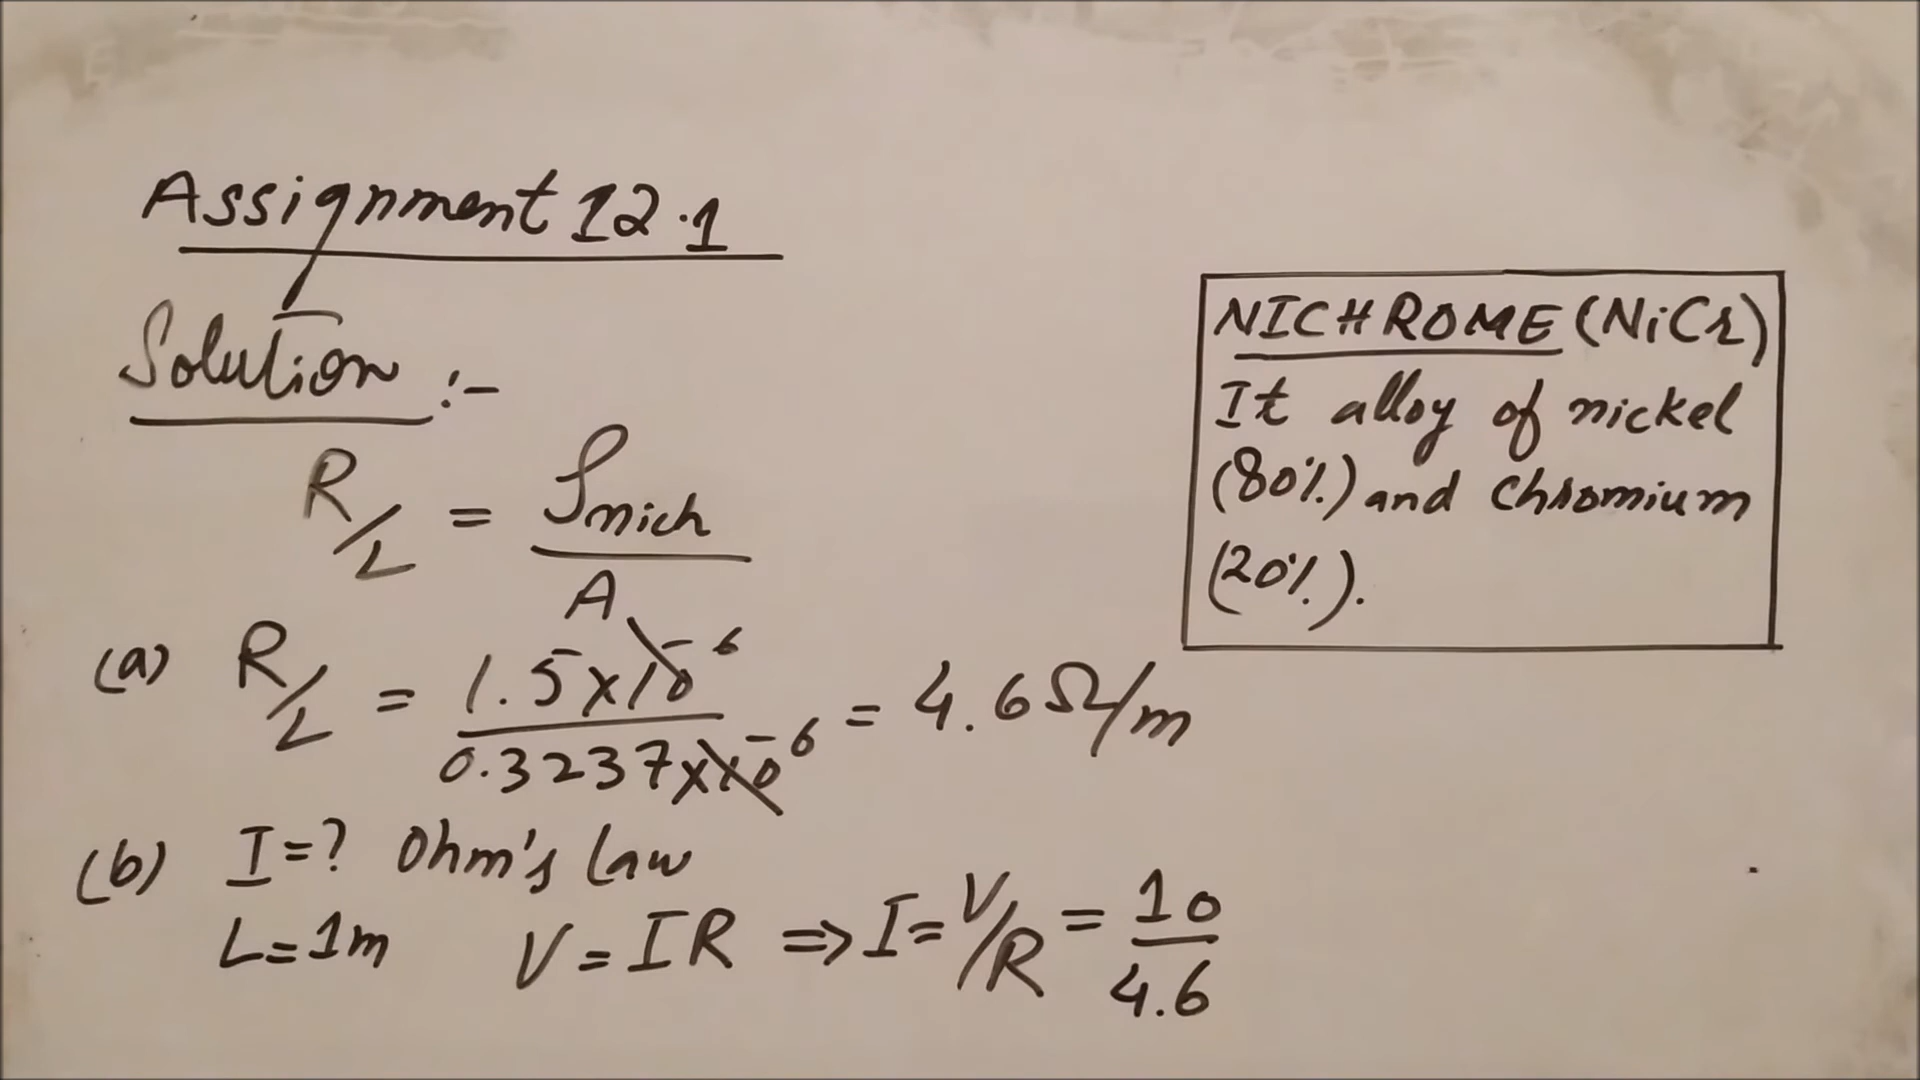 Assignment 12.1
Solution :-
R/L = ρnich / A
(a) R/L = 1.5×10⁻⁶ / 0.3237×10⁻⁶ = 4.6 Ω/m
(b) I=? Ohm's law
L=1m V=IR ⇒ I=V/R = 10/4.6
NICHROME (NiCr)
It alloy of nickel
(80%) and chromium
(20%).